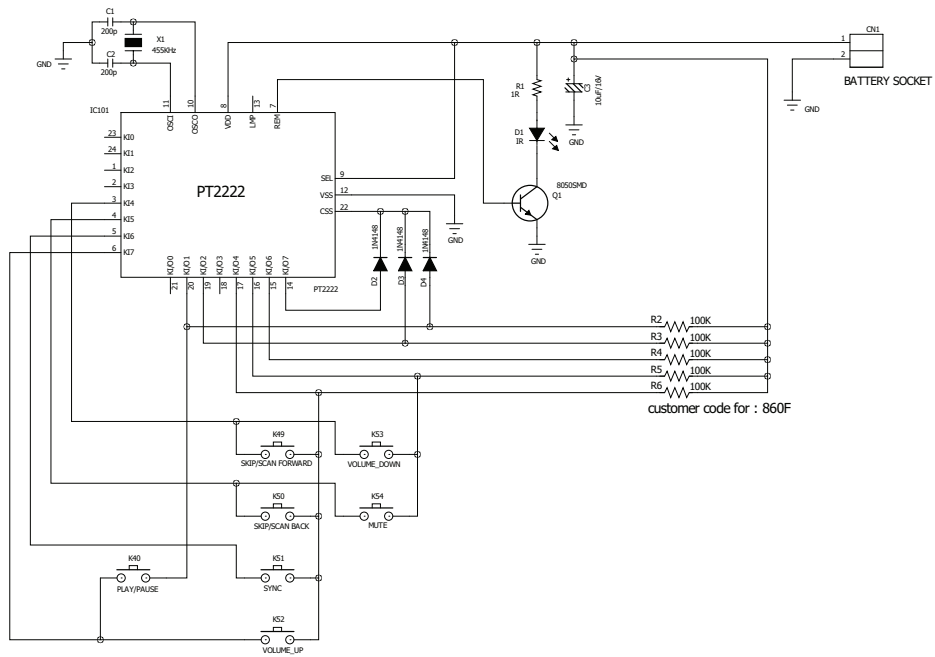 C1
200p
C2
200p
X1
455KHz
GND
IC101
11
10
8
13
7
OSCI
OSCO
VDD
LMP
REM
23 KI0
24 KI1
1 KI2
2 KI3
3 KI4
4 KI5
5 KI6
6 KI7
PT2222
SEL 9
VSS 12
CSS 22
GND
KI/O0
KI/O1
KI/O2
KI/O3
KI/O4
KI/O5
KI/O6
KI/O7
21
20
19
18
17
16
15
14
PT2222
1N4148
1N4148
1N4148
D2
D3
D4
R1
1R
D1
IR
8050SMD
Q1
GND
+
C3
10uF/16V
GND
CN1
1
2
BATTERY SOCKET
GND
R2 100K
R3 100K
R4 100K
R5 100K
R6 100K
customer code for : 860F
K49
SKIP/SCAN FORWARD
K53
VOLUME_DOWN
K50
SKIP/SCAN BACK
K54
MUTE
K40
PLAY/PAUSE
K51
SYNC
K52
VOLUME_UP